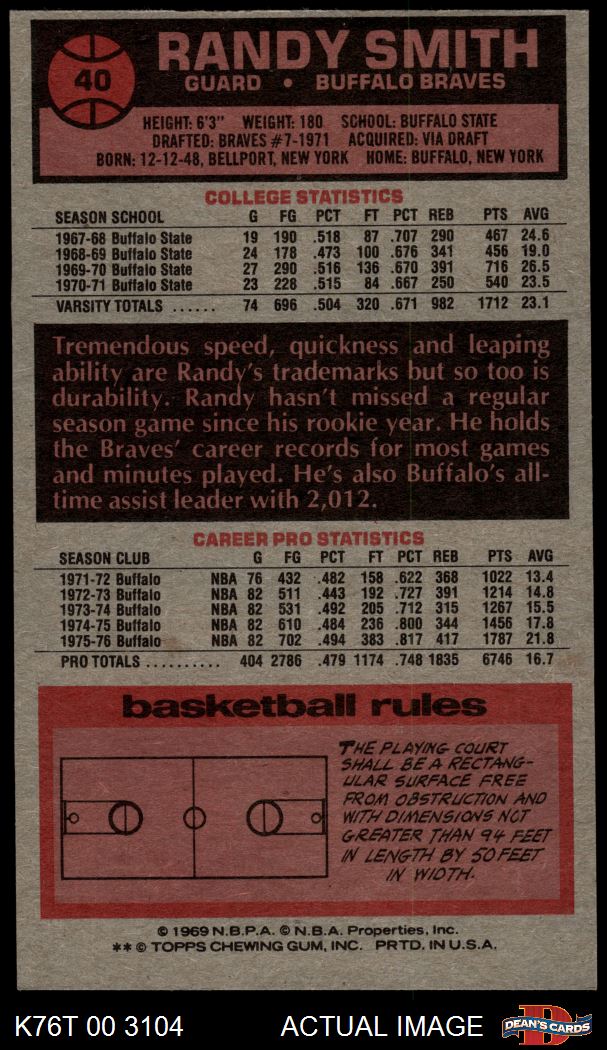 40
RANDY SMITH
GUARD • BUFFALO BRAVES
HEIGHT: 6'3" WEIGHT: 180 SCHOOL: BUFFALO STATE
DRAFTED: BRAVES #7-1971 ACQUIRED: VIA DRAFT
BORN: 12-12-48, BELLPORT, NEW YORK HOME: BUFFALO, NEW YORK
COLLEGE STATISTICS
SEASON SCHOOL G FG PCT FT PCT REB PTS AVG
1967-68 Buffalo State 19 190 .518 87 .707 290 467 24.6
1968-69 Buffalo State 24 178 .473 100 .676 341 456 19.0
1969-70 Buffalo State 27 290 .516 136 .670 391 716 26.5
1970-71 Buffalo State 23 228 .515 84 .667 250 540 23.5
VARSITY TOTALS ...... 74 696 .504 320 .671 982 1712 23.1
Tremendous speed, quickness and leaping
ability are Randy's trademarks but so too is
durability. Randy hasn't missed a regular
season game since his rookie year. He holds
the Braves' career records for most games
and minutes played. He's also Buffalo's all-
time assist leader with 2,012.
CAREER PRO STATISTICS
SEASON CLUB G FG PCT FT PCT REB PTS AVG
1971-72 Buffalo NBA 76 432 .482 158 .622 368 1022 13.4
1972-73 Buffalo NBA 82 511 .443 192 .727 391 1214 14.8
1973-74 Buffalo NBA 82 531 .492 205 .712 315 1267 15.5
1974-75 Buffalo NBA 82 610 .484 236 .800 344 1456 17.8
1975-76 Buffalo NBA 82 702 .494 383 .817 417 1787 21.8
PRO TOTALS .......... 404 2786 .479 1174 .748 1835 6746 16.7
basketball rules
THE PLAYING COURT
SHALL BE A RECTANG-
ULAR SURFACE FREE
FROM OBSTRUCTION AND
WITH DIMENSIONS NOT
GREATER THAN 94 FEET
IN LENGTH BY 50 FEET
IN WIDTH.
© 1969 N.B.P.A. © N.B.A. Properties, Inc.
** © TOPPS CHEWING GUM, INC. PRTD. IN U.S.A.
K76T 00 3104 ACTUAL IMAGE
D
DEAN'S CARDS